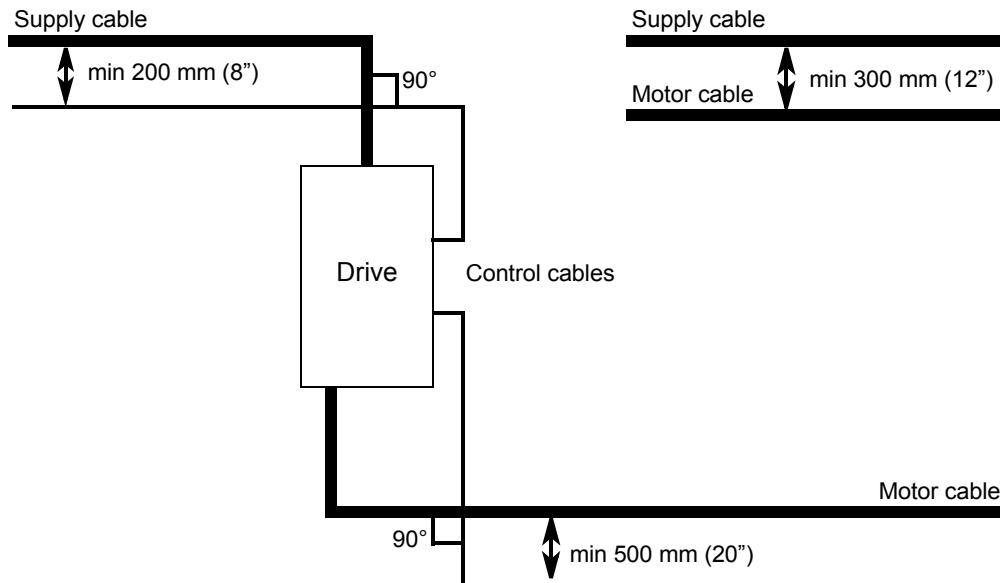 Supply cable
min 200 mm (8”)
90°
Supply cable
min 300 mm (12”)
Motor cable
Drive
Control cables
Motor cable
90°
min 500 mm (20”)